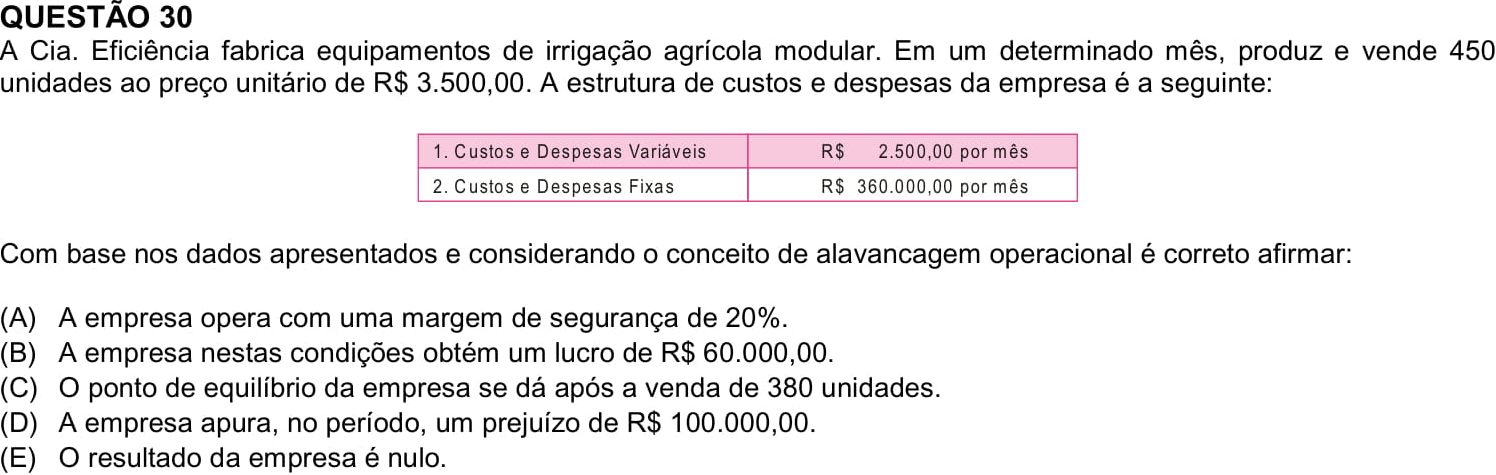 QUESTÃO 30
A Cia. Eficiência fabrica equipamentos de irrigação agrícola modular. Em um determinado mês, produz e vende 450
unidades ao preço unitário de R$ 3.500,00. A estrutura de custos e despesas da empresa é a seguinte:
1. Custos e Despesas Variáveis R$ 2.500,00 por mês
2. Custos e Despesas Fixas R$ 360.000,00 por mês
Com base nos dados apresentados e considerando o conceito de alavancagem operacional é correto afirmar:
(A) A empresa opera com uma margem de segurança de 20%.
(B) A empresa nestas condições obtém um lucro de R$ 60.000,00.
(C) O ponto de equilíbrio da empresa se dá após a venda de 380 unidades.
(D) A empresa apura, no período, um prejuízo de R$ 100.000,00.
(E) O resultado da empresa é nulo.